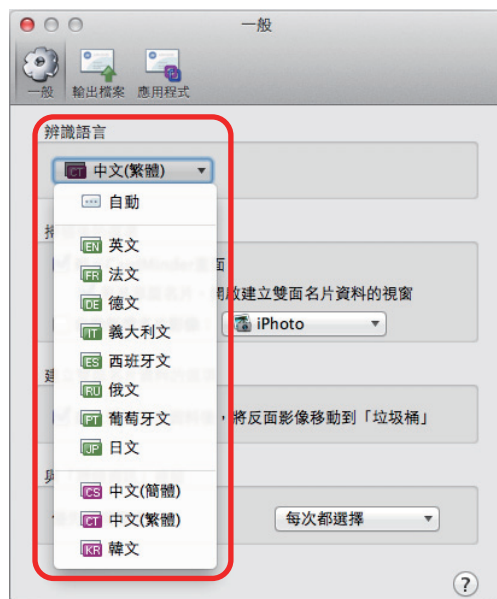 一般
一般 輸出檔案 應用程式
辨識語言
CT 中文(繁體)
自動
EN 英文
FR 法文
DE 德文
IT 義大利文
ES 西班牙文
RU 俄文
PT 葡萄牙文
JP 日文
CS 中文(簡體)
CT 中文(繁體)
KR 韓文
面
開啟建立雙面名片資料的視窗
iPhoto
建
，將反面影像移動到「垃圾桶」
與
每次都選擇
?